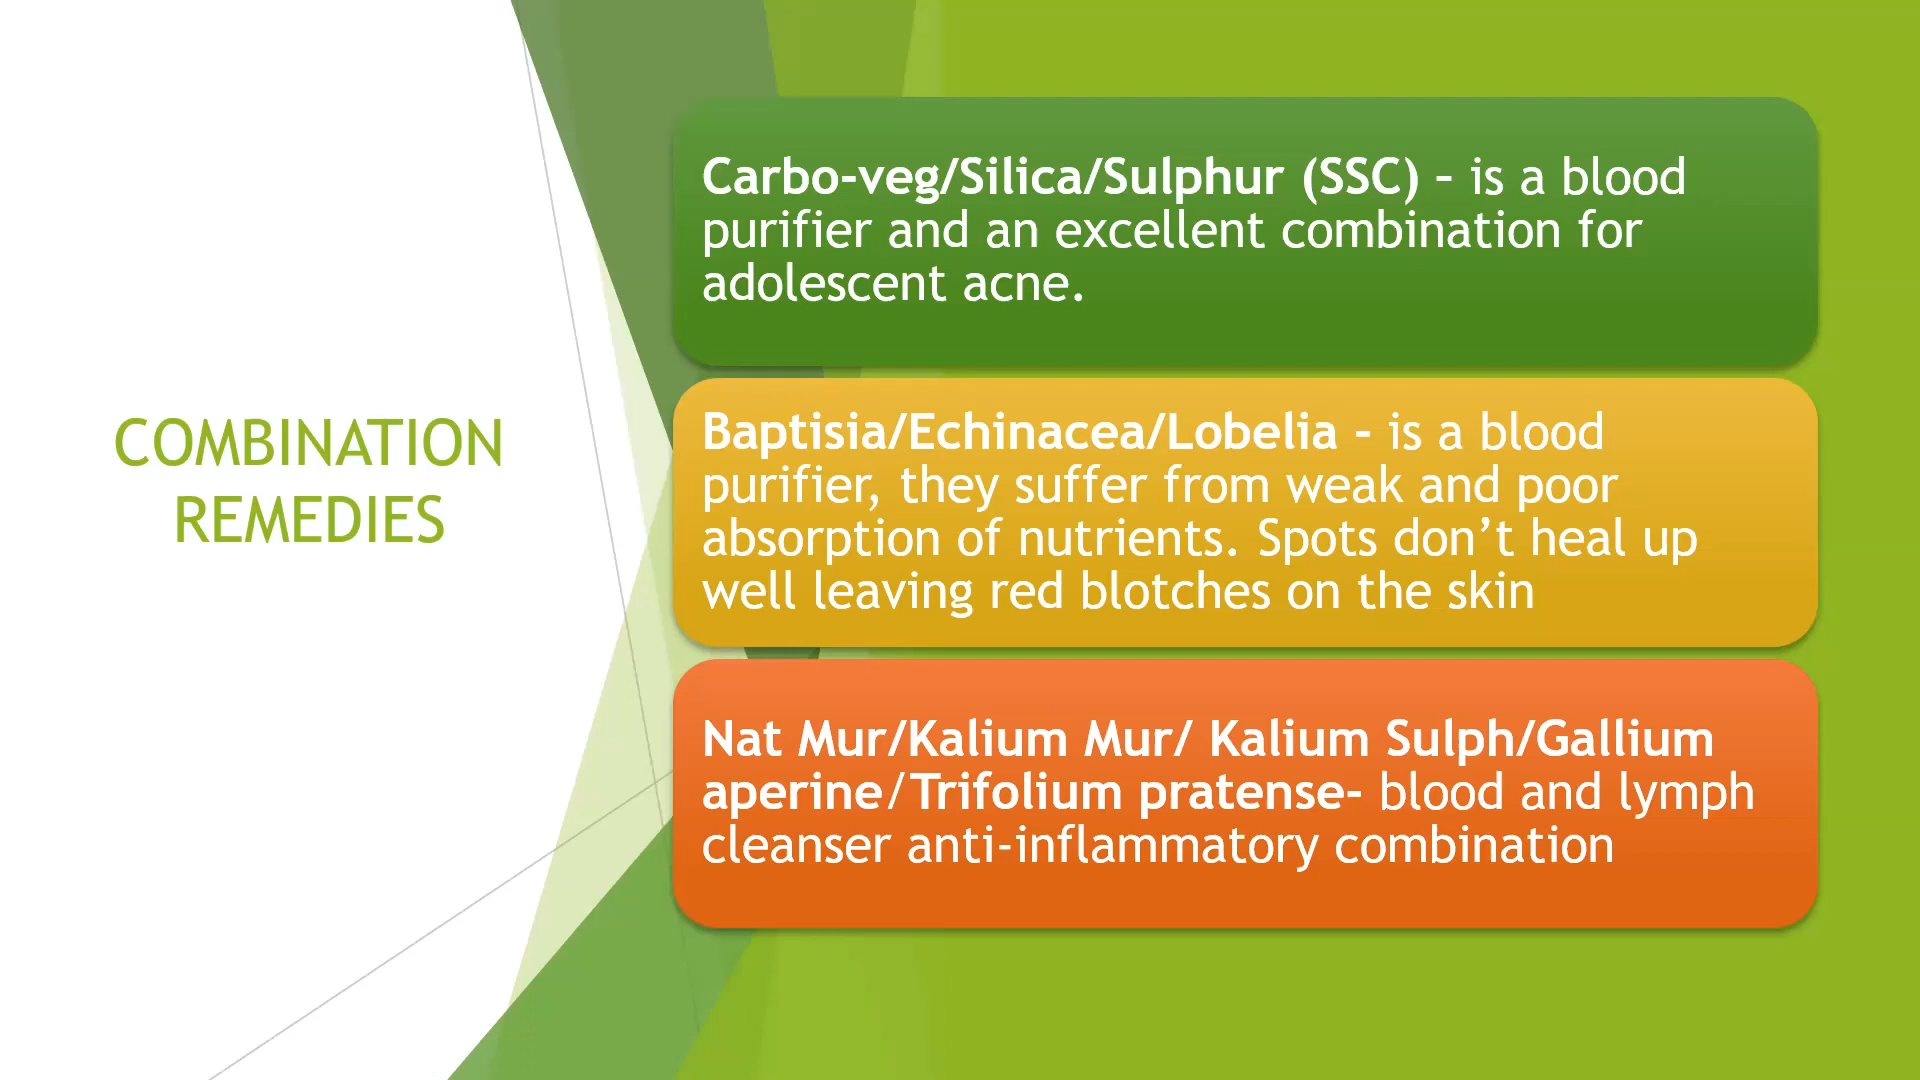 COMBINATION
REMEDIES
Carbo-veg/Silica/Sulphur (SSC) – is a blood
purifier and an excellent combination for
adolescent acne.
Baptisia/Echinacea/Lobelia - is a blood
purifier, they suffer from weak and poor
absorption of nutrients. Spots don’t heal up
well leaving red blotches on the skin
Nat Mur/Kalium Mur/ Kalium Sulph/Gallium
aperine/Trifolium pratense- blood and lymph
cleanser anti-inflammatory combination